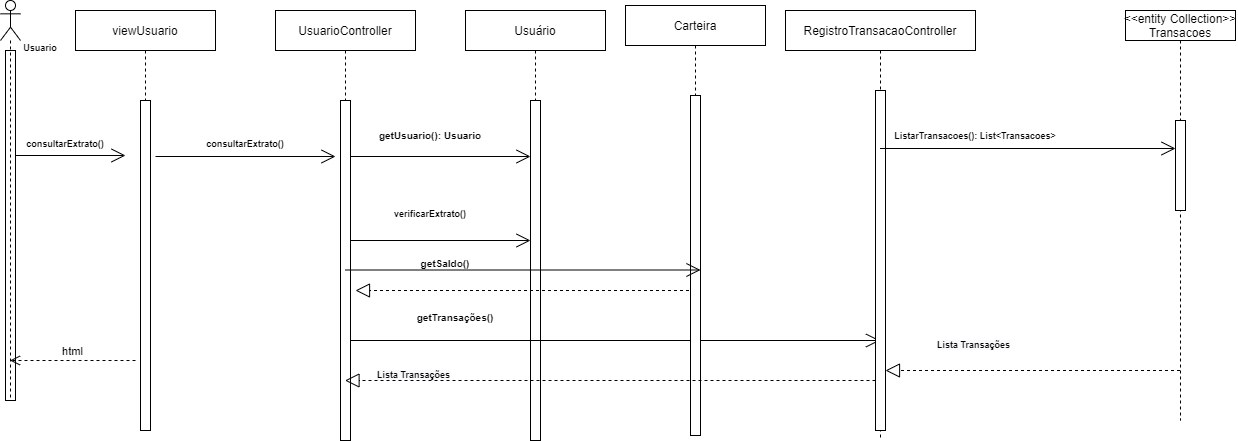 Usuario
viewUsuario
UsuarioController
Usuário
Carteira
RegistroTransacaoController
<<entity Collection>>
Transacoes
consultarExtrato()
consultarExtrato()
getUsuario(): Usuario
ListarTransacoes(): List<Transacoes>
verificarExtrato()
getSaldo()
getTransações()
html
Lista Transações
Lista Transações